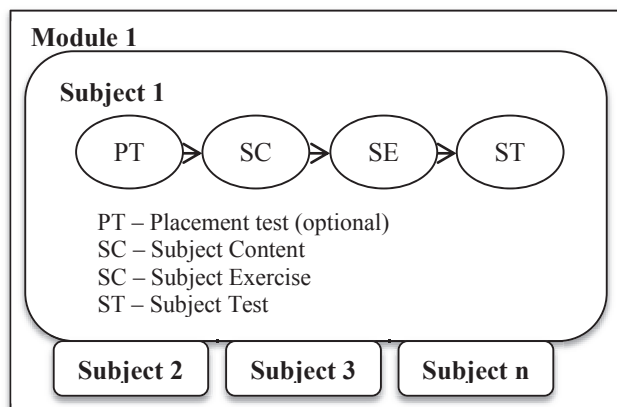 Module 1
Subject 1
PT SC SE ST
PT – Placement test (optional)
SC – Subject Content
SC – Subject Exercise
ST – Subject Test
Subject 2 Subject 3 Subject n